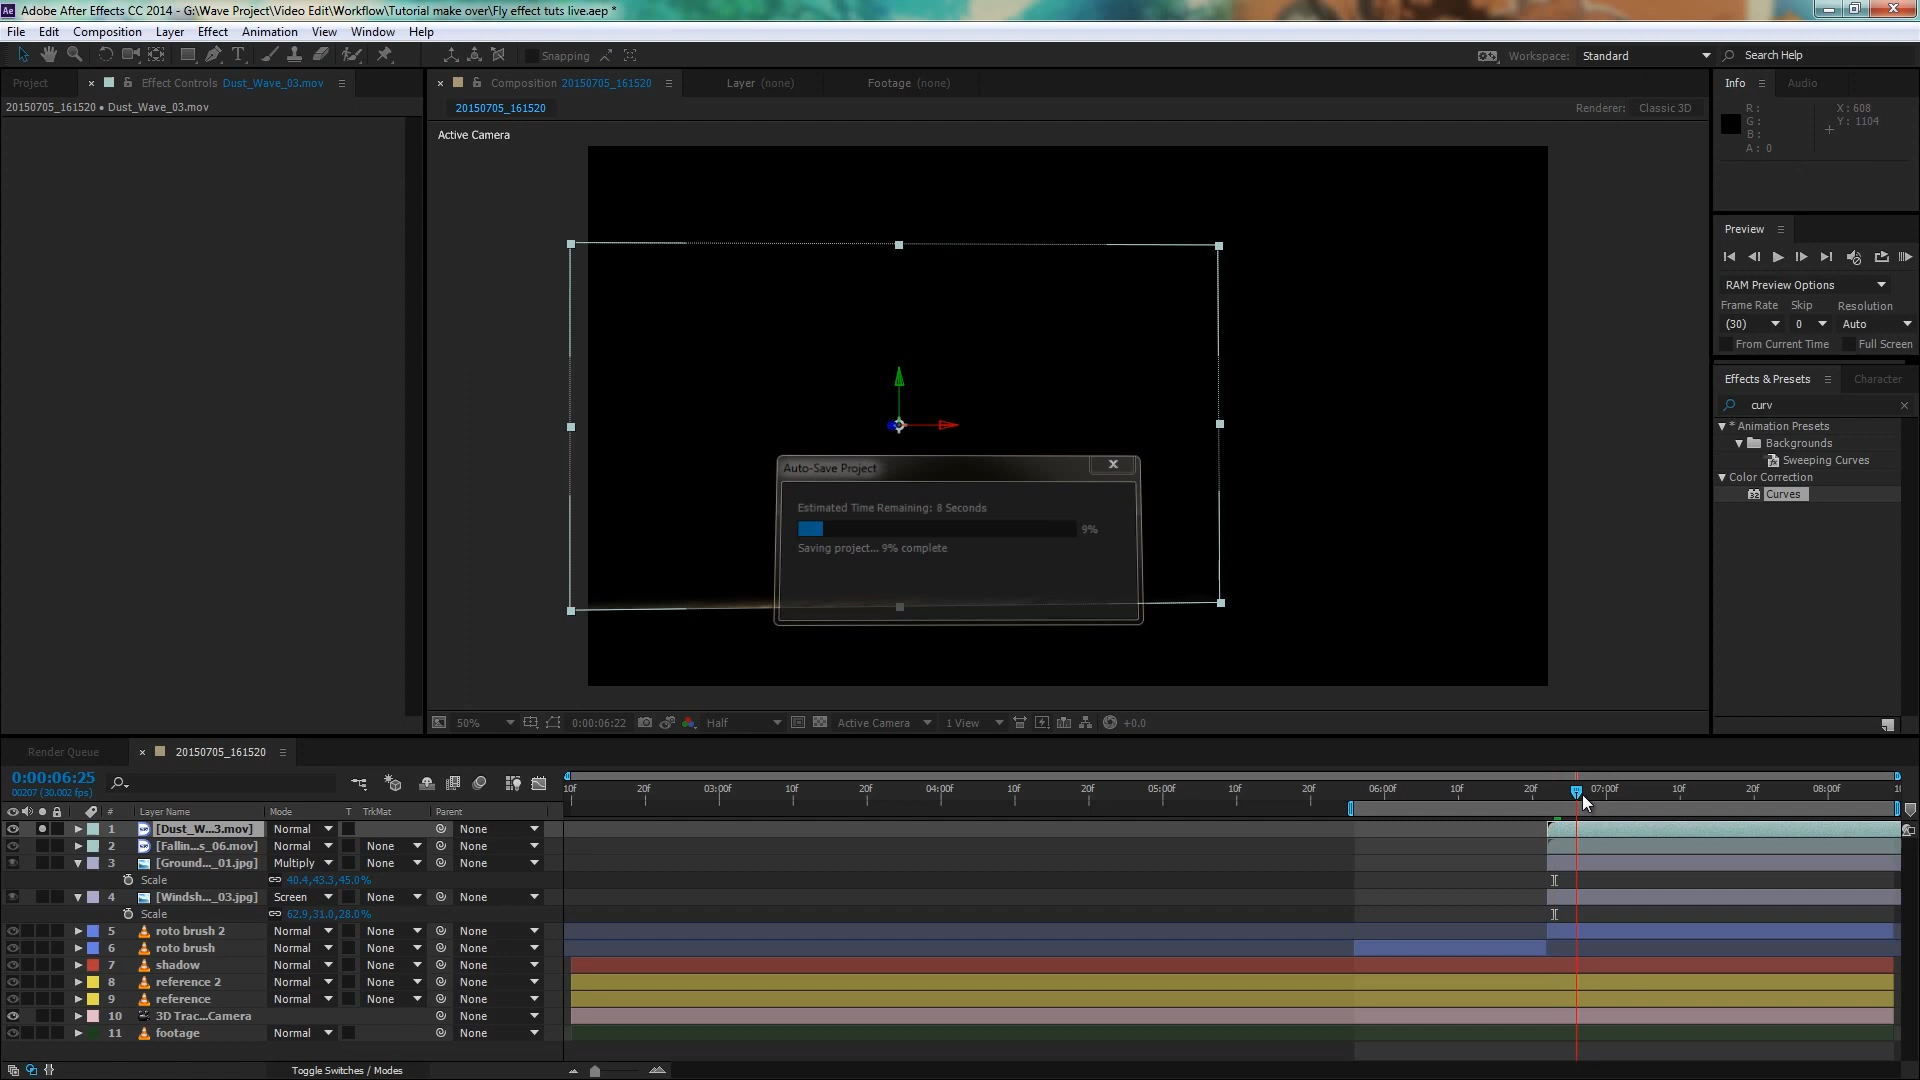 Ae Adobe After Effects CC 2014 - G:\Wave Project\Video Edit\Workflow\Tutorial make over\Fly effect tuts live.aep *
File Edit Composition Layer Effect Animation View Window Help
Snapping
Workspace: Standard
Search Help
Project
Effect Controls Dust_Wave_03.mov
20150705_161520 • Dust_Wave_03.mov
Composition 20150705_161520
Layer (none)
Footage (none)
20150705_161520
Renderer: Classic 3D
Active Camera
Auto-Save Project
Estimated Time Remaining: 8 Seconds
9%
Saving project... 9% complete
50%
0:00:06:22
Half
Active Camera
1 View
+0.0
Info
Audio
R :
G :
B :
A : 0
X : 608
Y : 1104
Preview
RAM Preview Options
Frame Rate Skip Resolution
(30) 0 Auto
From Current Time Full Screen
Effects & Presets
Character
curv
* Animation Presets
Backgrounds
Sweeping Curves
Color Correction
Curves
Render Queue
20150705_161520
0:00:06:25
00207 (30.002 fps)
# Layer Name Mode T TrkMat Parent
10f 20f 03:00f 10f 20f 04:00f 10f 20f 05:00f 10f 20f 06:00f 10f 20f 07:00f 10f 20f 08:00f 10
1 [Dust_W...3.mov] Normal None
2 [Fallin...s_06.mov] Normal None None
3 [Ground..._01.jpg] Multiply None None
Scale 40.4,43.3,45.0%
4 [Windsh..._03.jpg] Screen None None
Scale 62.9,31.0,28.0%
5 roto brush 2 Normal None None
6 roto brush Normal None None
7 shadow Normal None None
8 reference 2 Normal None None
9 reference Normal None None
10 3D Trac...Camera None
11 footage Normal None
Toggle Switches / Modes